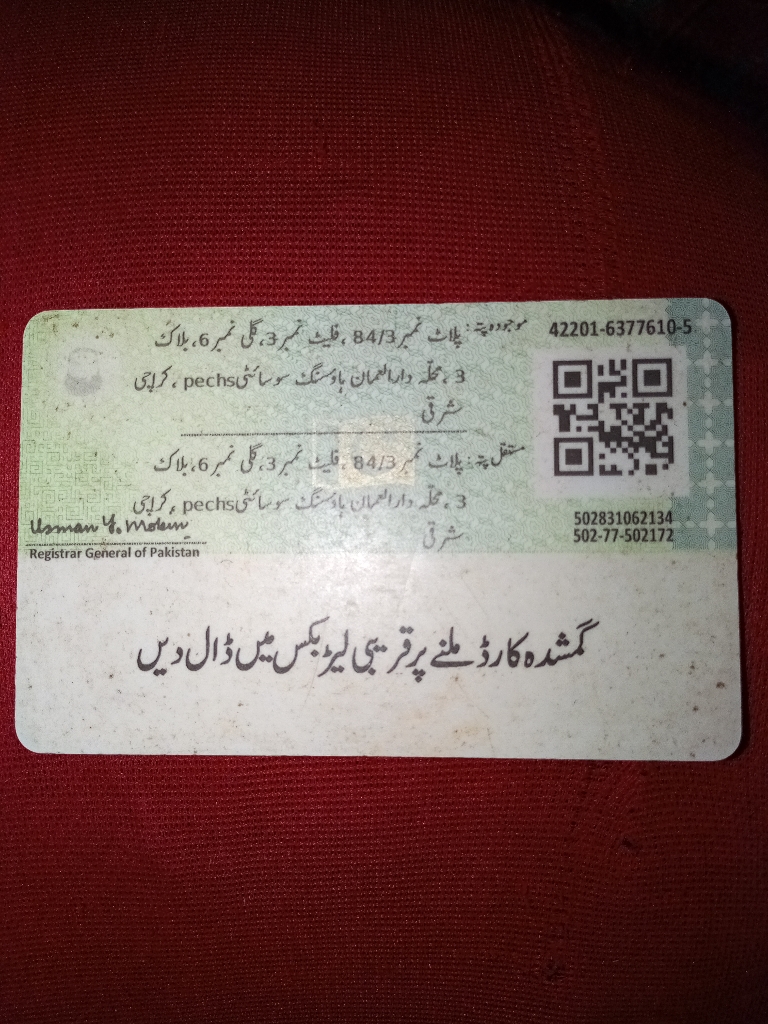 موجودہ پتہ: پلاٹ نمبر 84/3، فلیٹ نمبر 3، گلی نمبر 6، بلاک
42201-6377610-5
3، محلہ دارالعمان ہاؤسنگ سوسائٹی pechs، کراچی
شرقی
مستقل پتہ: پلاٹ نمبر 84/3، فلیٹ نمبر 3، گلی نمبر 6، بلاک
3، محلہ دارالعمان ہاؤسنگ سوسائٹی pechs، کراچی
شرقی
502831062134
502-77-502172
Usman Y. Mobin
Registrar General of Pakistan
گمشدہ کارڈ ملنے پر قریبی لیٹر بکس میں ڈال دیں